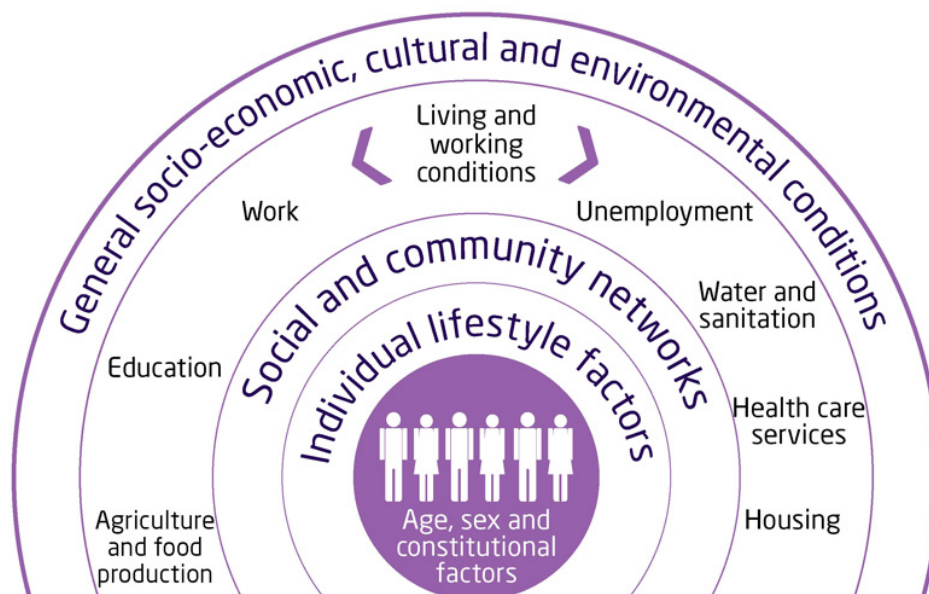 General socio-economic, cultural and environmental conditions
Living and
working
conditions
Work
Unemployment
Social and community networks
Water and
sanitation
Individual lifestyle factors
Education
Health care
services
Agriculture
and food
production
Housing
Age, sex and
constitutional
factors